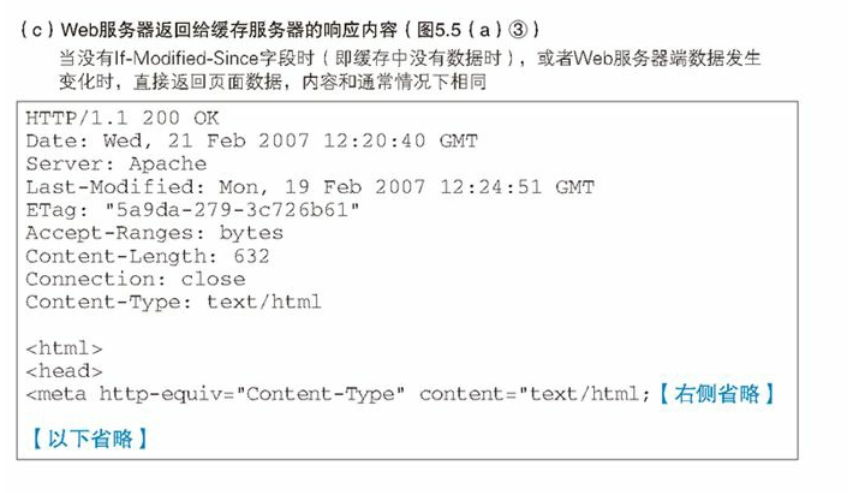 (c)Web服务器返回给缓存服务器的响应内容(图5.5(a)③)
当没有If-Modified-Since字段时(即缓存中没有数据时),或者Web服务器端数据发生
变化时,直接返回页面数据,内容和通常情况下相同
HTTP/1.1 200 OK
Date: Wed, 21 Feb 2007 12:20:40 GMT
Server: Apache
Last-Modified: Mon, 19 Feb 2007 12:24:51 GMT
ETag: "5a9da-279-3c726b61"
Accept-Ranges: bytes
Content-Length: 632
Connection: close
Content-Type: text/html
<html>
<head>
<meta http-equiv="Content-Type" content="text/html;【右侧省略】
【以下省略】